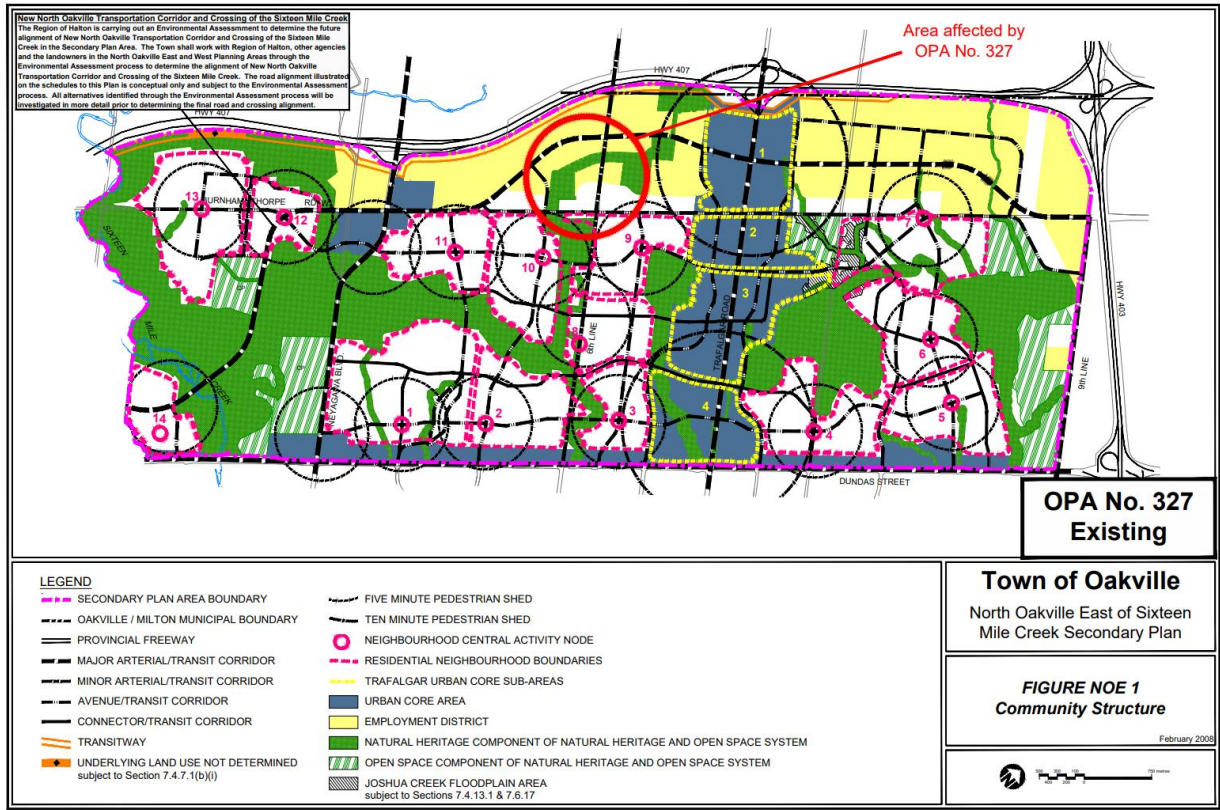 New North Oakville Transportation Corridor and Crossing of the Sixteen Mile Creek
The Region of Halton is carrying out an Environmental Assessmemt to determine the future
alignment of New North Oakville Transportation Corridor and Crossing of the Sixteen Mile
Creek in the Secondary Plan Area. The Town shall work with Region of Halton, other agencies
and the landowners in the North Oakville East and West Planning Areas through the
Environmental Assessment process to determine the alignment of New North Oakville
Transportation Corridor and Crossing of the Sixteen Mile Creek. The road alignment illustrated
on the schedules to this Plan is conceptual only and subject to the Environmental Assessment
process. All alternatives identified through the Environmental Assessment process will be
investigated in more detail prior to determining the final road and crossing alignment.
Area affected by
OPA No. 327
HWY 407
HWY 407
1
13
BURNHAMTHORPE RD. W.
12
SIXTEEN
11
10
9
2
7
3
MILE
CREEK
CP
CP
NEYAGAWA BLVD.
8
6th LINE
TRAFALGAR ROAD
6
HWY 403
9th LINE
14
1
2
3
4
4
5
DUNDAS STREET
OPA No. 327
Existing
LEGEND
SECONDARY PLAN AREA BOUNDARY
OAKVILLE / MILTON MUNICIPAL BOUNDARY
PROVINCIAL FREEWAY
MAJOR ARTERIAL/TRANSIT CORRIDOR
MINOR ARTERIAL/TRANSIT CORRIDOR
AVENUE/TRANSIT CORRIDOR
CONNECTOR/TRANSIT CORRIDOR
TRANSITWAY
UNDERLYING LAND USE NOT DETERMINED
subject to Section 7.4.7.1(b)(i)
FIVE MINUTE PEDESTRIAN SHED
TEN MINUTE PEDESTRIAN SHED
NEIGHBOURHOOD CENTRAL ACTIVITY NODE
RESIDENTIAL NEIGHBOURHOOD BOUNDARIES
TRAFALGAR URBAN CORE SUB-AREAS
URBAN CORE AREA
EMPLOYMENT DISTRICT
NATURAL HERITAGE COMPONENT OF NATURAL HERITAGE AND OPEN SPACE SYSTEM
OPEN SPACE COMPONENT OF NATURAL HERITAGE AND OPEN SPACE SYSTEM
JOSHUA CREEK FLOODPLAIN AREA
subject to Sections 7.4.13.1 & 7.6.17
Town of Oakville
North Oakville East of Sixteen
Mile Creek Secondary Plan
FIGURE NOE 1
Community Structure
February 2008
500 300 100 750 metres
400 200 0